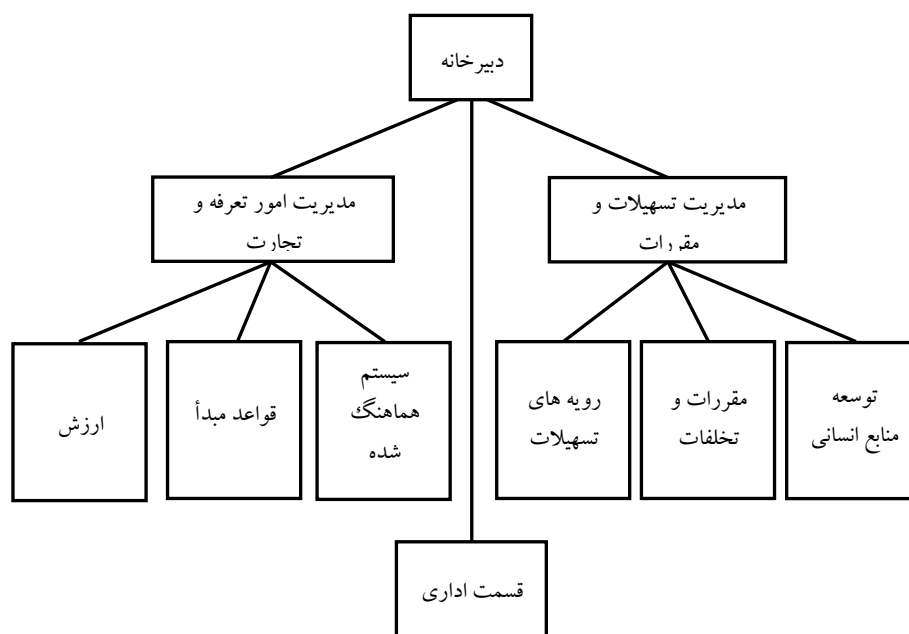 دبیرخانه
مدیریت تسهیلات و
مقررات
مدیریت امور تعرفه و
تجارت
توسعه
منابع انسانی
مقررات و
تخلفات
رویه های
تسهیلات
سیستم
هماهنگ
شده
قواعد مبدأ
ارزش
قسمت اداری